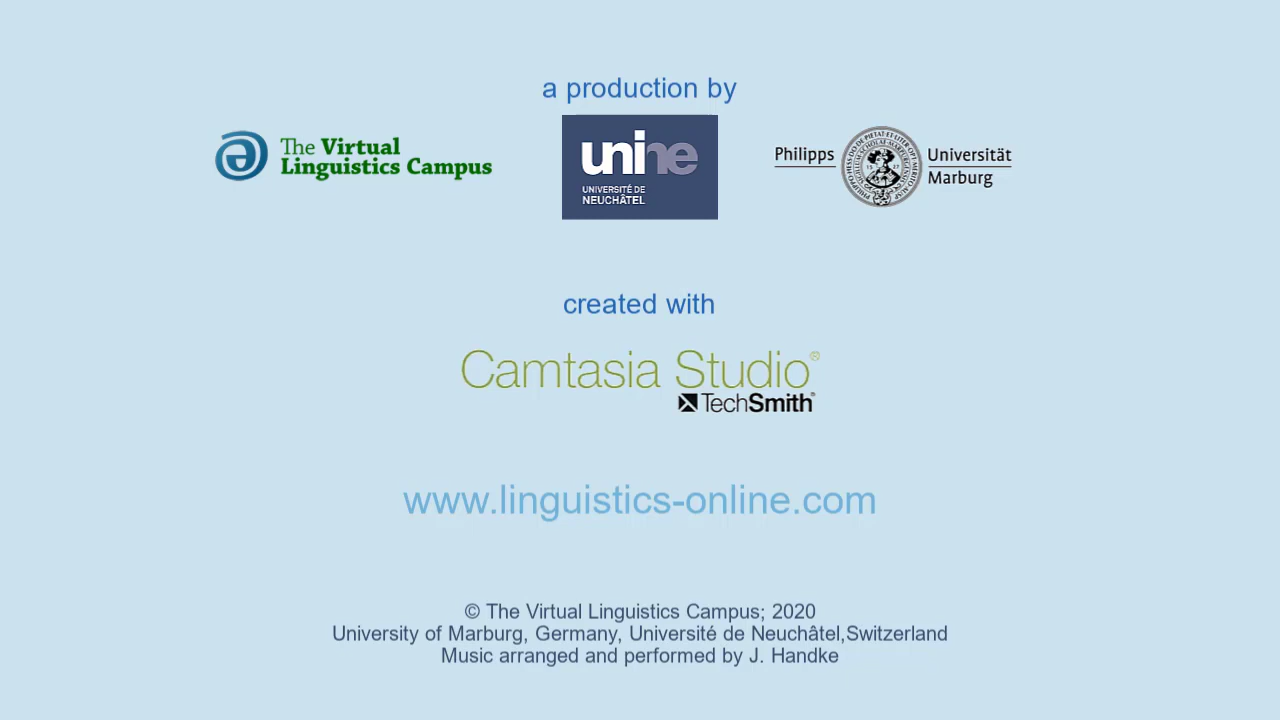 a production by
The Virtual
Linguistics Campus
unine
UNIVERSITÉ DE
NEUCHÂTEL
Philipps
Universität
Marburg
created with
Camtasia Studio®
TechSmith®
www.linguistics-online.com
© The Virtual Linguistics Campus; 2020
University of Marburg, Germany, Université de Neuchâtel,Switzerland
Music arranged and performed by J. Handke